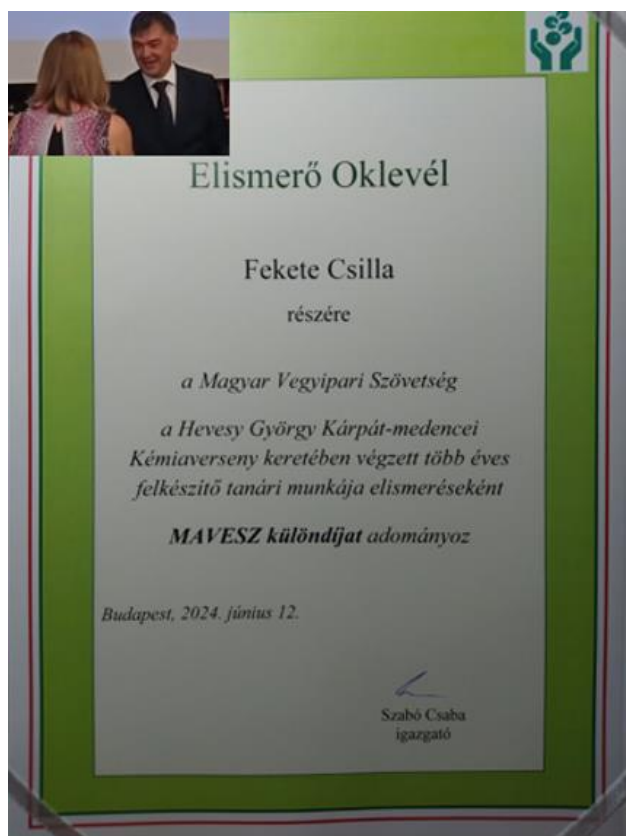 Elismerő Oklevél
Fekete Csilla
részére
a Magyar Vegyipari Szövetség
a Hevesy György Kárpát-medencei
Kémiaverseny keretében végzett több éves
felkészítő tanári munkája elismeréseként
MAVESZ különdíjat adományoz
Budapest, 2024. június 12.
Szabó Csaba
igazgató